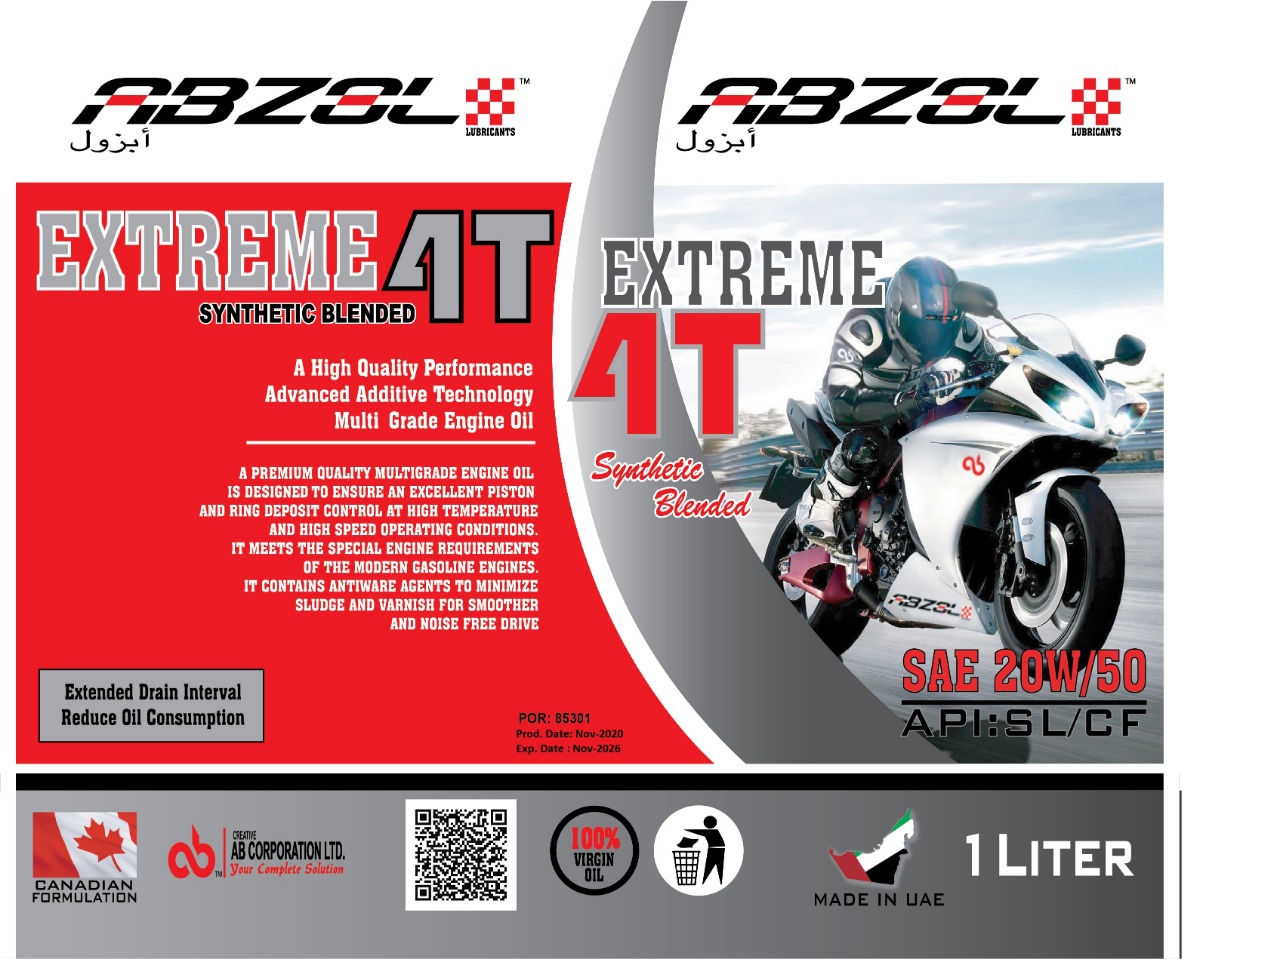 ABZOL
TM
LUBRICANTS
أبزول
EXTREME 4T
SYNTHETIC BLENDED
A High Quality Performance
Advanced Additive Technology
Multi Grade Engine Oil
A PREMIUM QUALITY MULTIGRADE ENGINE OIL
IS DESIGNED TO ENSURE AN EXCELLENT PISTON
AND RING DEPOSIT CONTROL AT HIGH TEMPERATURE
AND HIGH SPEED OPERATING CONDITIONS.
IT MEETS THE SPECIAL ENGINE REQUIREMENTS
OF THE MODERN GASOLINE ENGINES.
IT CONTAINS ANTIWARE AGENTS TO MINIMIZE
SLUDGE AND VARNISH FOR SMOOTHER
AND NOISE FREE DRIVE
Extended Drain Interval
Reduce Oil Consumption
POR: 85301
Prod. Date: Nov-2020
Exp. Date : Nov-2026
ABZOL
TM
LUBRICANTS
أبزول
EXTREME
4T
Synthetic
Blended
ABZOL
SAE 20W/50
API:SL/CF
CANADIAN
FORMULATION
TM
CREATIVE
AB CORPORATION LTD.
Your Complete Solution
100%
VIRGIN
OIL
MADE IN UAE
1 LITER